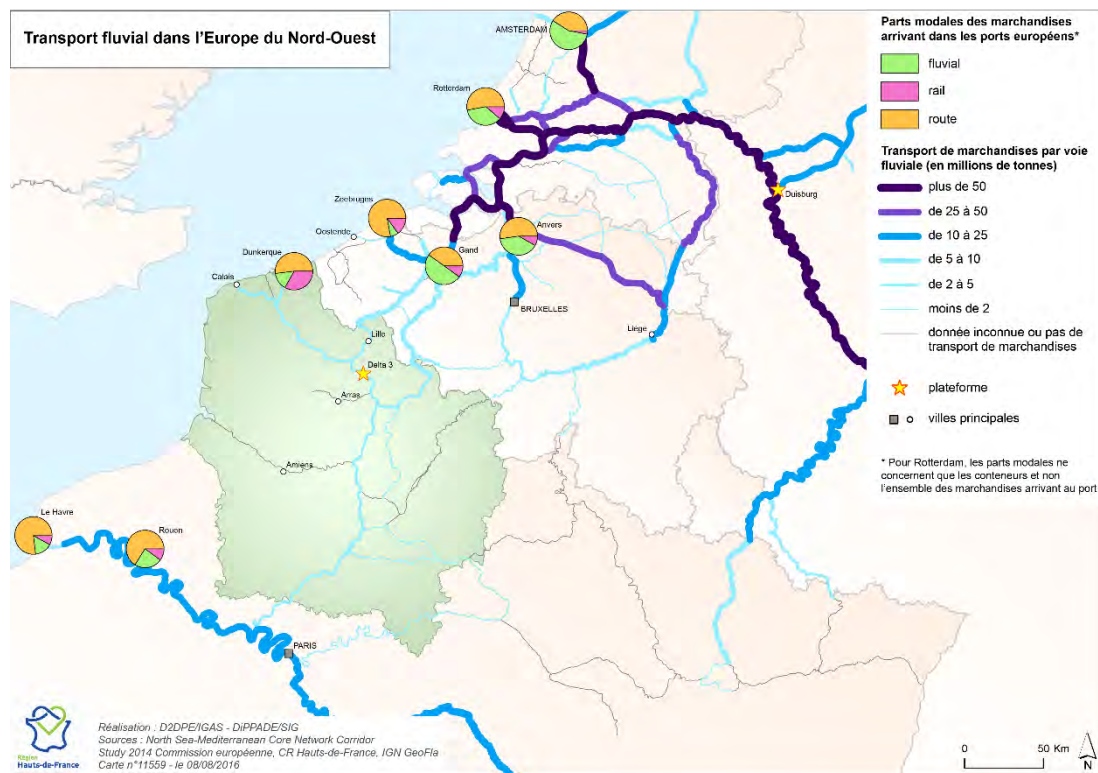 Transport fluvial dans l'Europe du Nord-Ouest
AMSTERDAM
Rotterdam
Zeebruges
Oostende
Dunkerque
Calais
Gand
Anvers
BRUXELLES
Duisburg
Liège
Lille
Delta 3
Arras
Amiens
Le Havre
Rouen
PARIS
Parts modales des marchandises
arrivant dans les ports européens*
fluvial
rail
route
Transport de marchandises par voie
fluviale (en millions de tonnes)
plus de 50
de 25 à 50
de 10 à 25
de 5 à 10
de 2 à 5
moins de 2
donnée inconnue ou pas de
transport de marchandises
plateforme
villes principales
* Pour Rotterdam, les parts modales ne
concernent que les conteneurs et non
l'ensemble des marchandises arrivant au port
Région
Hauts-de-France
Réalisation : D2DPE/IGAS - DiPPADE/SIG
Sources : North Sea-Mediterranean Core Network Corridor
Study 2014 Commission européenne, CR Hauts-de-France, IGN GeoFla
Carte n°11559 - le 08/08/2016
0 50 Km
N